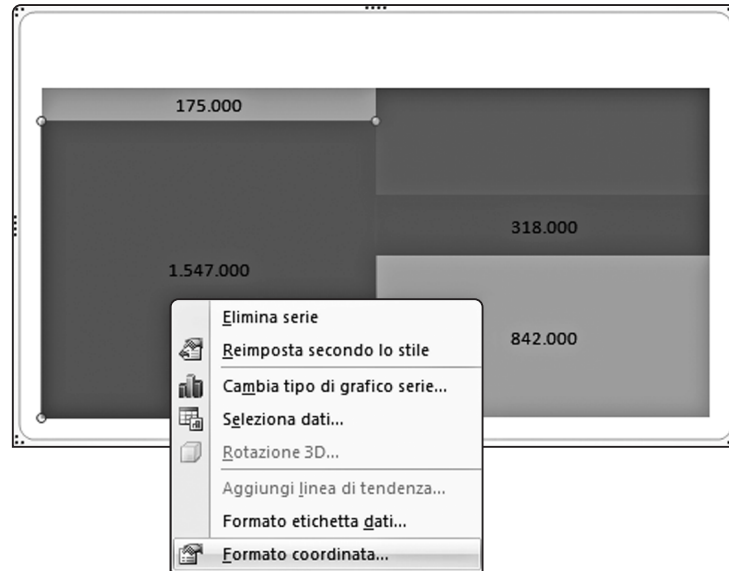 175.000
318.000
1.547.000
842.000
Elimina serie
Reimposta secondo lo stile
Cambia tipo di grafico serie...
Seleziona dati...
Rotazione 3D...
Aggiungi linea di tendenza...
Formato etichetta dati...
Formato coordinata...